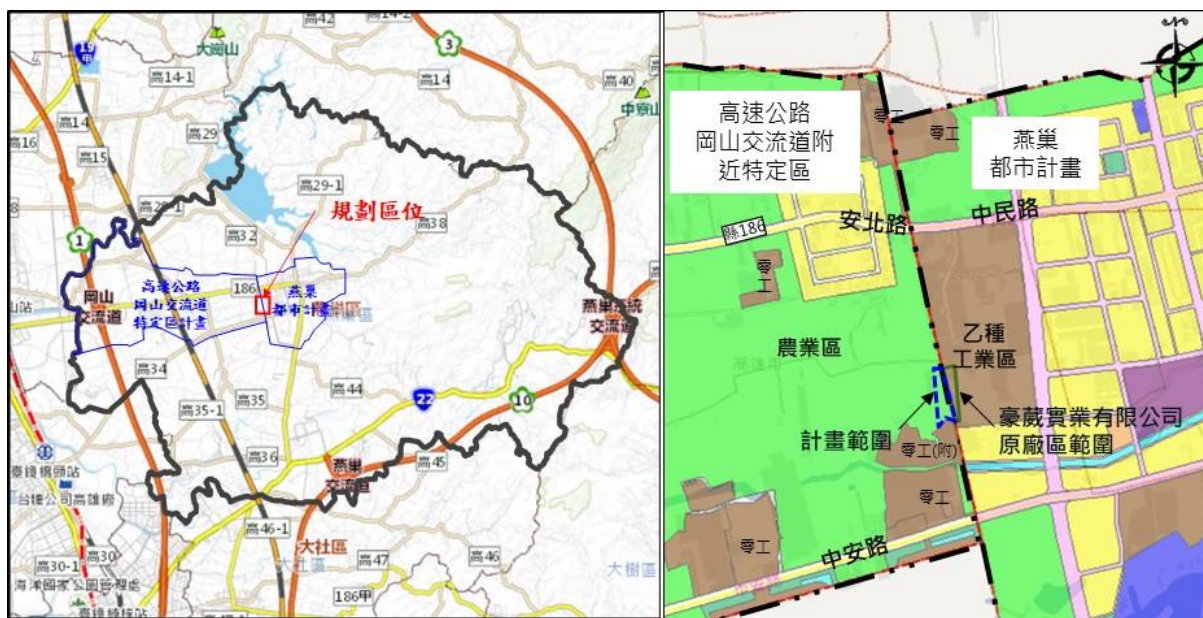 高42
高14-2
大崗山
3
19
甲
高14-1
高14
高40
中寮山
高14
高29
高16
高15
高29-1
規劃區位
高38
高32
1
高速公路
岡山交流道
特定區計畫
186
燕巢
都市計畫
岡山
交流道
燕巢系統
交流道
高34
高44
22
10
高35
高35-1
高36
燕巢
交流道
高45
臺鐵橋頭站
台糖公司高雄廠
高46-1
大社區
高47
高46
大樹區
高30
高30-1
186甲
海洋國家公園管理處
高速公路
岡山交流道附
近特定區
燕巢
都市計畫
零工
零工
縣186
安北路
中民路
零工
農業區
乙種
工業區
計畫範圍
豪葳實業有限公司
原廠區範圍
零工(附)
零工
零工
中安路